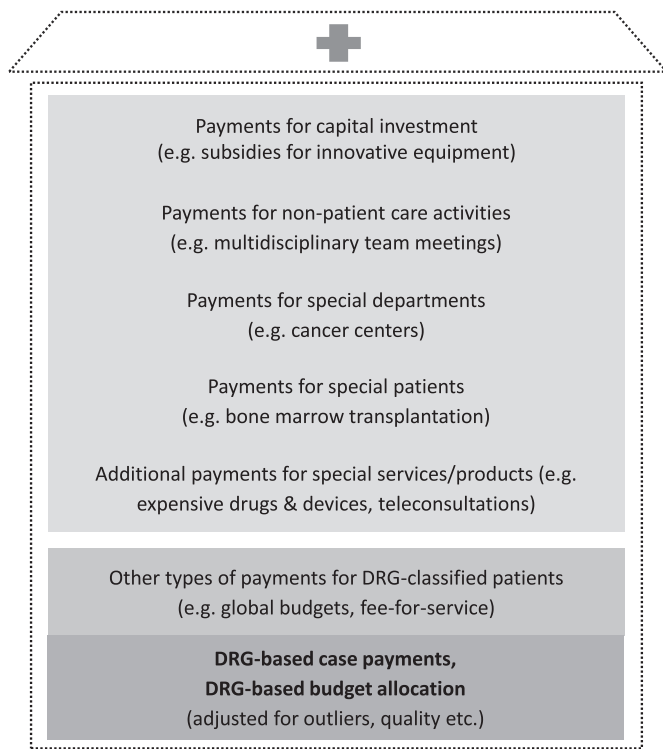 Payments for capital investment
(e.g. subsidies for innovative equipment)
Payments for non-patient care activities
(e.g. multidisciplinary team meetings)
Payments for special departments
(e.g. cancer centers)
Payments for special patients
(e.g. bone marrow transplantation)
Additional payments for special services/products (e.g.
expensive drugs & devices, teleconsultations)
Other types of payments for DRG-classified patients
(e.g. global budgets, fee-for-service)
DRG-based case payments,
DRG-based budget allocation
(adjusted for outliers, quality etc.)